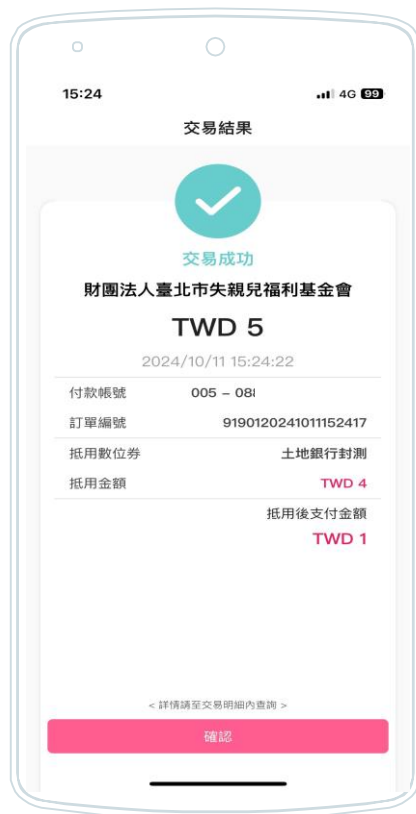 15:24 4G 99
交易結果
交易成功
財團法人臺北市失親兒福利基金會
TWD 5
2024/10/11 15:24:22
付款帳號 005 – 088
訂單編號 9190120241011152417
抵用數位券 土地銀行封測
抵用金額 TWD 4
抵用後支付金額
TWD 1
< 詳情請至交易明細內查詢 >
確認